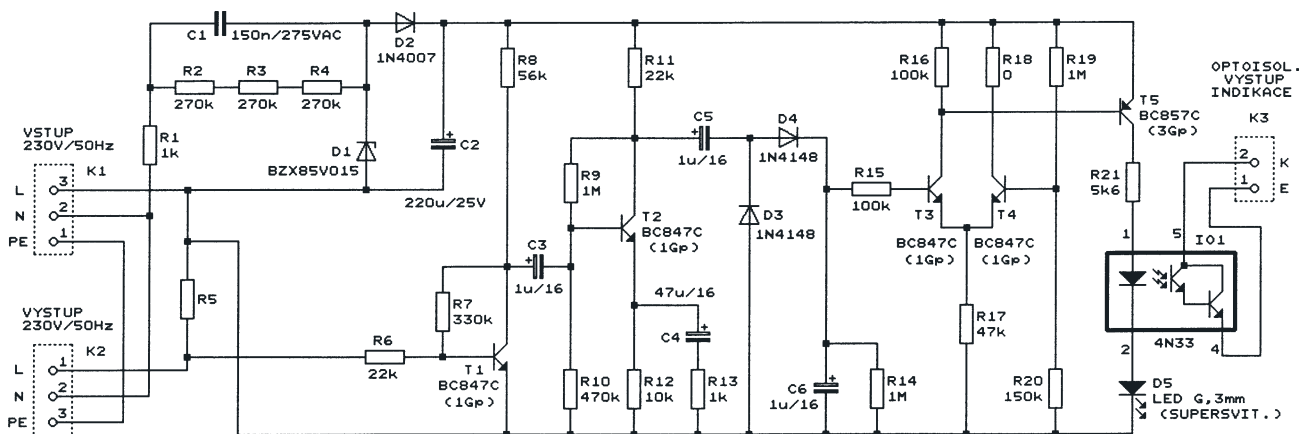 C1
150n/275VAC
D2
1N4007
R2
270k
R3
270k
R4
270k
R1
1k
D1
BZX85V015
C2
220u/25V
VSTUP
230V/50Hz
K1
L
3
N
2
PE
1
R5
VYSTUP
230V/50Hz
K2
L
1
N
2
PE
3
R6
22k
R7
330k
T1
BC847C
(1Gp)
R8
56k
C3
+
1u/16
R9
1M
R10
470k
R11
22k
T2
BC847C
(1Gp)
47u/16
+
C4
R12
10k
R13
1k
C5
+
1u/16
D4
1N4148
D3
1N4148
C6
+
1u/16
R14
1M
R15
100k
R16
100k
R18
0
R19
1M
T3
BC847C
(1Gp)
T4
BC847C
(1Gp)
R17
47k
R20
150k
T5
BC857C
(3Gp)
R21
5k6
OPTOISOL.
VYSTUP
INDIKACE
K3
2
K
1
E
1
5
IO1
2
4N33
4
D5
LED G,3mm
(SUPERSVIT.)